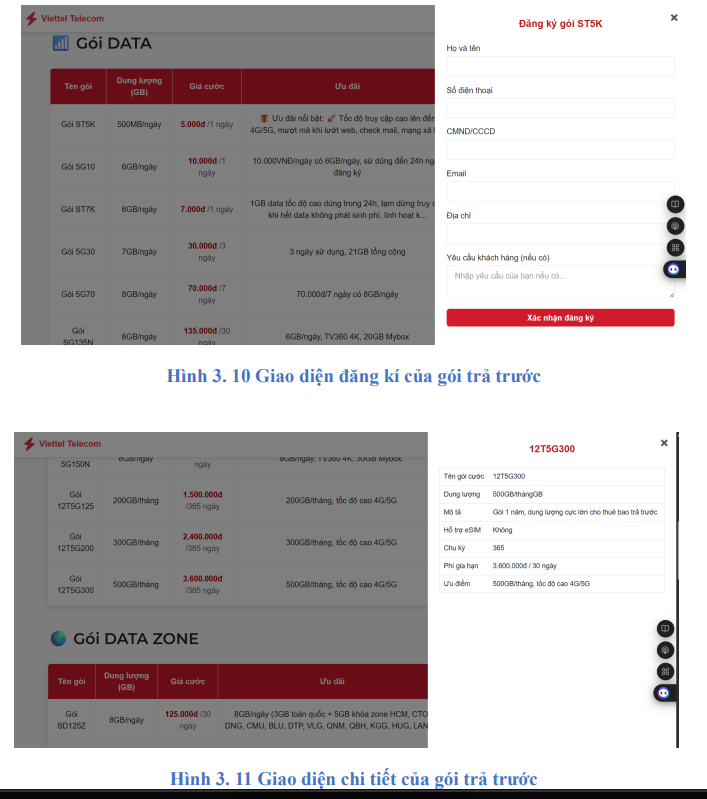 Viettel Telecom
Gói DATA
Tên gói Dung lượng (GB) Giá cước Ưu đãi
Gói ST5K 500MB/ngày 5.000đ /1 ngày Ưu đãi nổi bật: Tốc độ truy cập cao lên đến
4G/5G, mượt mà khi lướt web, check mail, mạng xã
Gói 5G10 6GB/ngày 10.000đ /1 ngày 10.000VNĐ/ngày có 6GB/ngày, sử dụng đến 24h
đăng ký
Gói ST7K 6GB/ngày 7.000đ /1 ngày 1GB data tốc độ cao dùng trong 24h, tạm dừng truy
khi hết data không phát sinh phí, linh hoạt k...
Gói 5G30 7GB/ngày 30.000đ /3 ngày 3 ngày sử dụng, 21GB tổng cộng
Gói 5G70 8GB/ngày 70.000đ /7 ngày 70.000đ/7 ngày có 8GB/ngày
Gói SG135N 6GB/ngày 135.000đ /30 ngày 6GB/ngày, TV360 4K, 20GB Mybox
Đăng ký gói ST5K
Họ và tên
Số điện thoại
CMND/CCCD
Email
Địa chỉ
Yêu cầu khách hàng (nếu có)
Nhập yêu cầu của bạn nếu có...
Xác nhận đăng ký
Hình 3. 10 Giao diện đăng kí của gói trả trước
Viettel Telecom
5G150N 6GB/ngày ngày 6GB/ngày, TV360 4K, 30GB Mybox.
Gói 12T5G125 200GB/tháng 1.500.000đ /365 ngày 200GB/tháng, tốc độ cao 4G/5G
Gói 12T5G200 300GB/tháng 2.400.000đ /365 ngày 300GB/tháng, tốc độ cao 4G/5G
Gói 12T5G300 500GB/tháng 3.600.000đ /365 ngày 500GB/tháng, tốc độ cao 4G/5G
Gói DATA ZONE
Tên gói Dung lượng (GB) Giá cước Ưu đãi
Gói SD125Z 8GB/ngày 125.000đ /30 ngày 8GB/ngày (3GB toàn quốc + 5GB khóa zone HCM, CTO
DNG, CMU, BLU, DTP, VLG, QNM, QBH, KGG, HUG, LAN
12T5G300
Tên gói cước 12T5G300
Dung lượng 500GB/thángGB
Mô tả Gói 1 năm, dung lượng cực lớn cho thuê bao trả trước
Hỗ trợ eSIM Không
Chu kỳ 365
Phí gia hạn 3.600.000đ / 30 ngày
Ưu điểm 500GB/tháng, tốc độ cao 4G/5G
Hình 3. 11 Giao diện chi tiết của gói trả trước